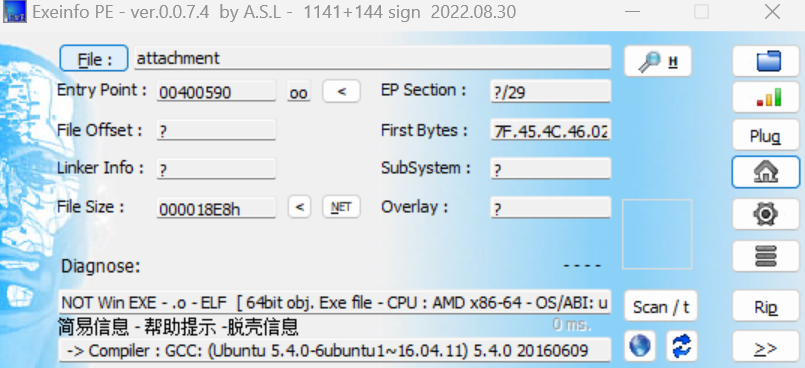 Exeinfo PE - ver.0.0.7.4 by A.S.L - 1141+144 sign 2022.08.30
File : attachment H
Entry Point : 00400590 oo < EP Section : ?/29
File Offset : ? First Bytes : 7F.45.4C.46.02 Plug
Linker Info : ? SubSystem : ?
File Size : 000018E8h < NET Overlay : ?
Diagnose: ----
NOT Win EXE - .o - ELF [ 64bit obj. Exe file - CPU : AMD x86-64 - OS/ABI: u Scan / t Rip
简易信息 - 帮助提示 -脱壳信息 0 ms.
-> Compiler : GCC: (Ubuntu 5.4.0-6ubuntu1~16.04.11) 5.4.0 20160609 >>